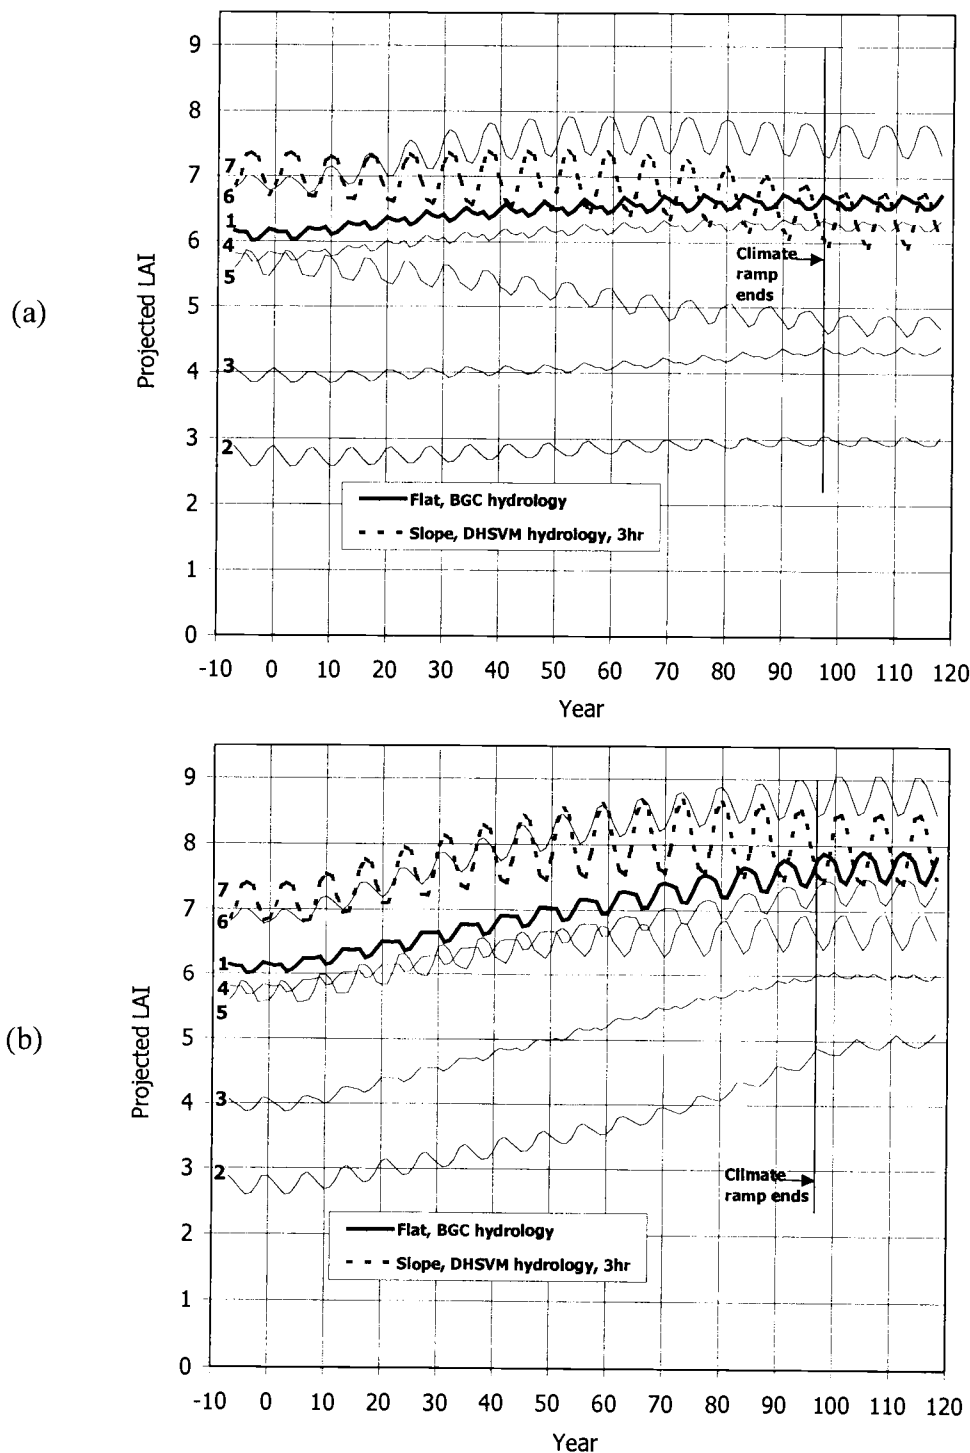 (a)
Projected LAI
9
8
7
6
5
4
3
2
1
0
7
6
1
4
5
3
2
Climate
ramp
ends
Flat, BGC hydrology
Slope, DHSVM hydrology, 3hr
-10 0 10 20 30 40 50 60 70 80 90 100 110 120
Year
(b)
Projected LAI
9
8
7
6
5
4
3
2
1
0
7
6
1
4
5
3
2
Climate
ramp ends
Flat, BGC hydrology
Slope, DHSVM hydrology, 3hr
-10 0 10 20 30 40 50 60 70 80 90 100 110 120
Year